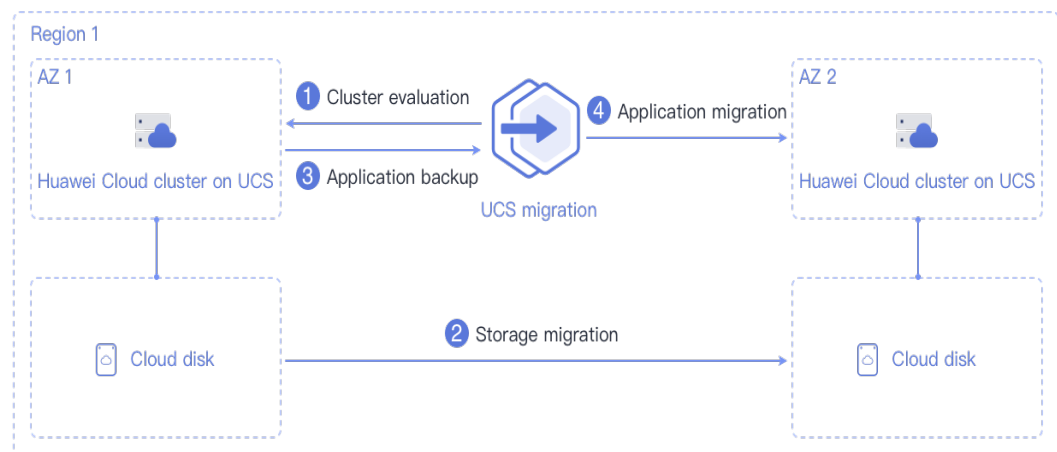 Region 1
AZ 1
AZ 2
1 Cluster evaluation
4 Application migration
Huawei Cloud cluster on UCS
3 Application backup
Huawei Cloud cluster on UCS
UCS migration
2 Storage migration
Cloud disk
Cloud disk